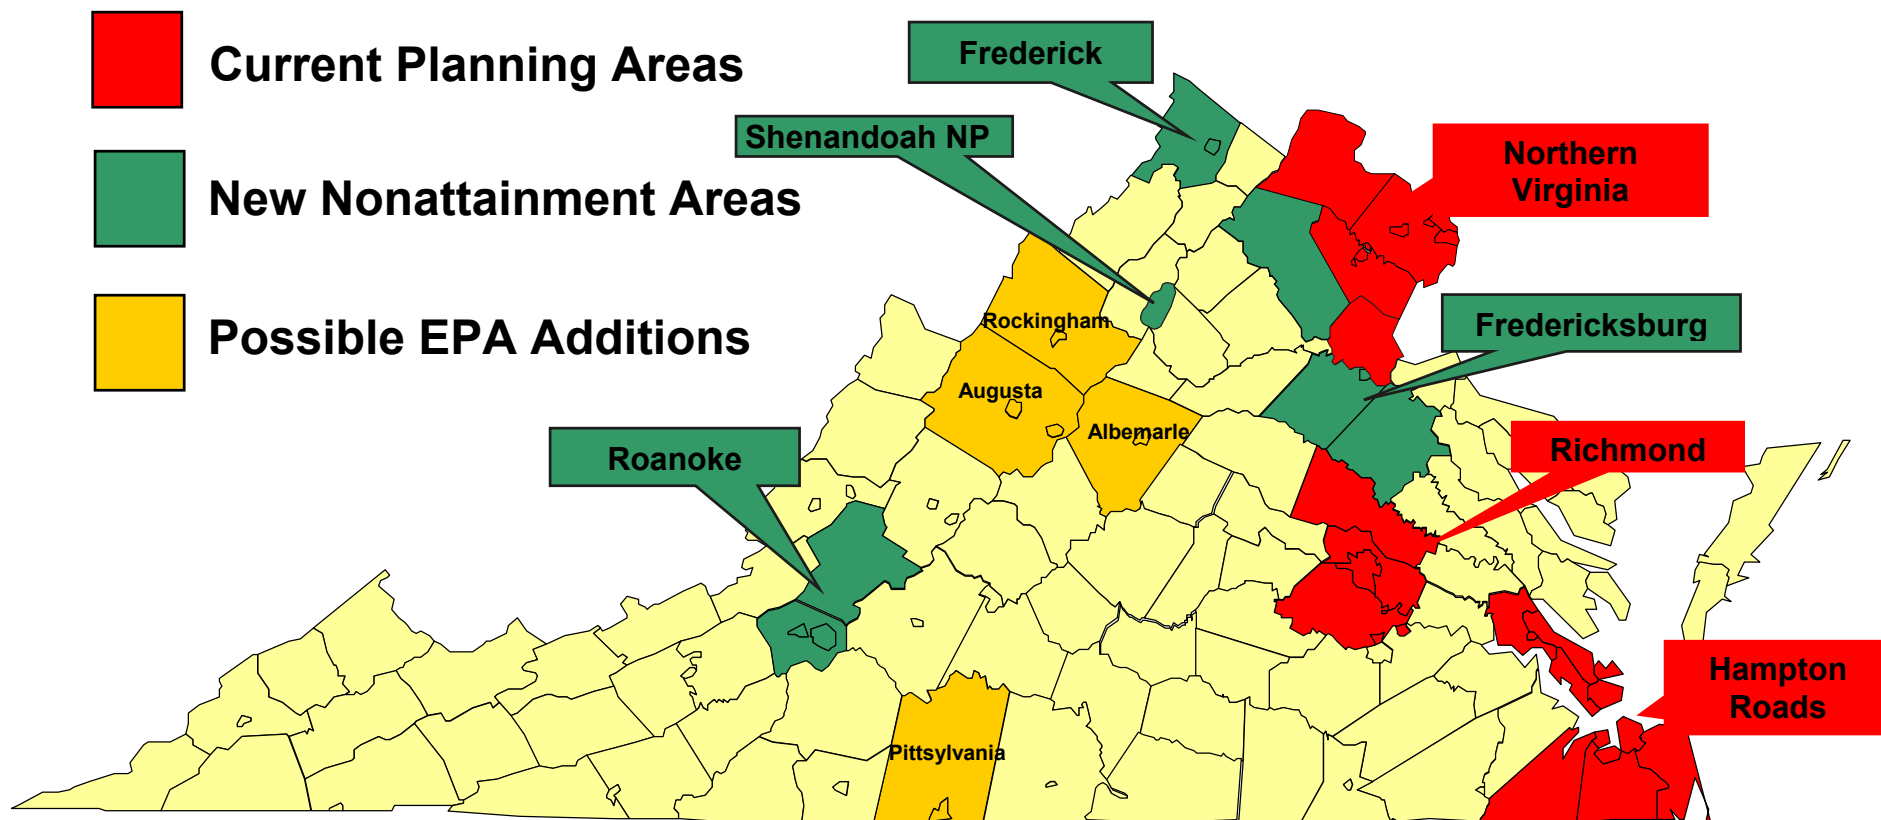 Current Planning Areas
New Nonattainment Areas
Possible EPA Additions
Frederick
Shenandoah NP
Northern
Virginia
Rockingham
Fredericksburg
Augusta
Albemarle
Roanoke
Richmond
Hampton
Roads
Pittsylvania